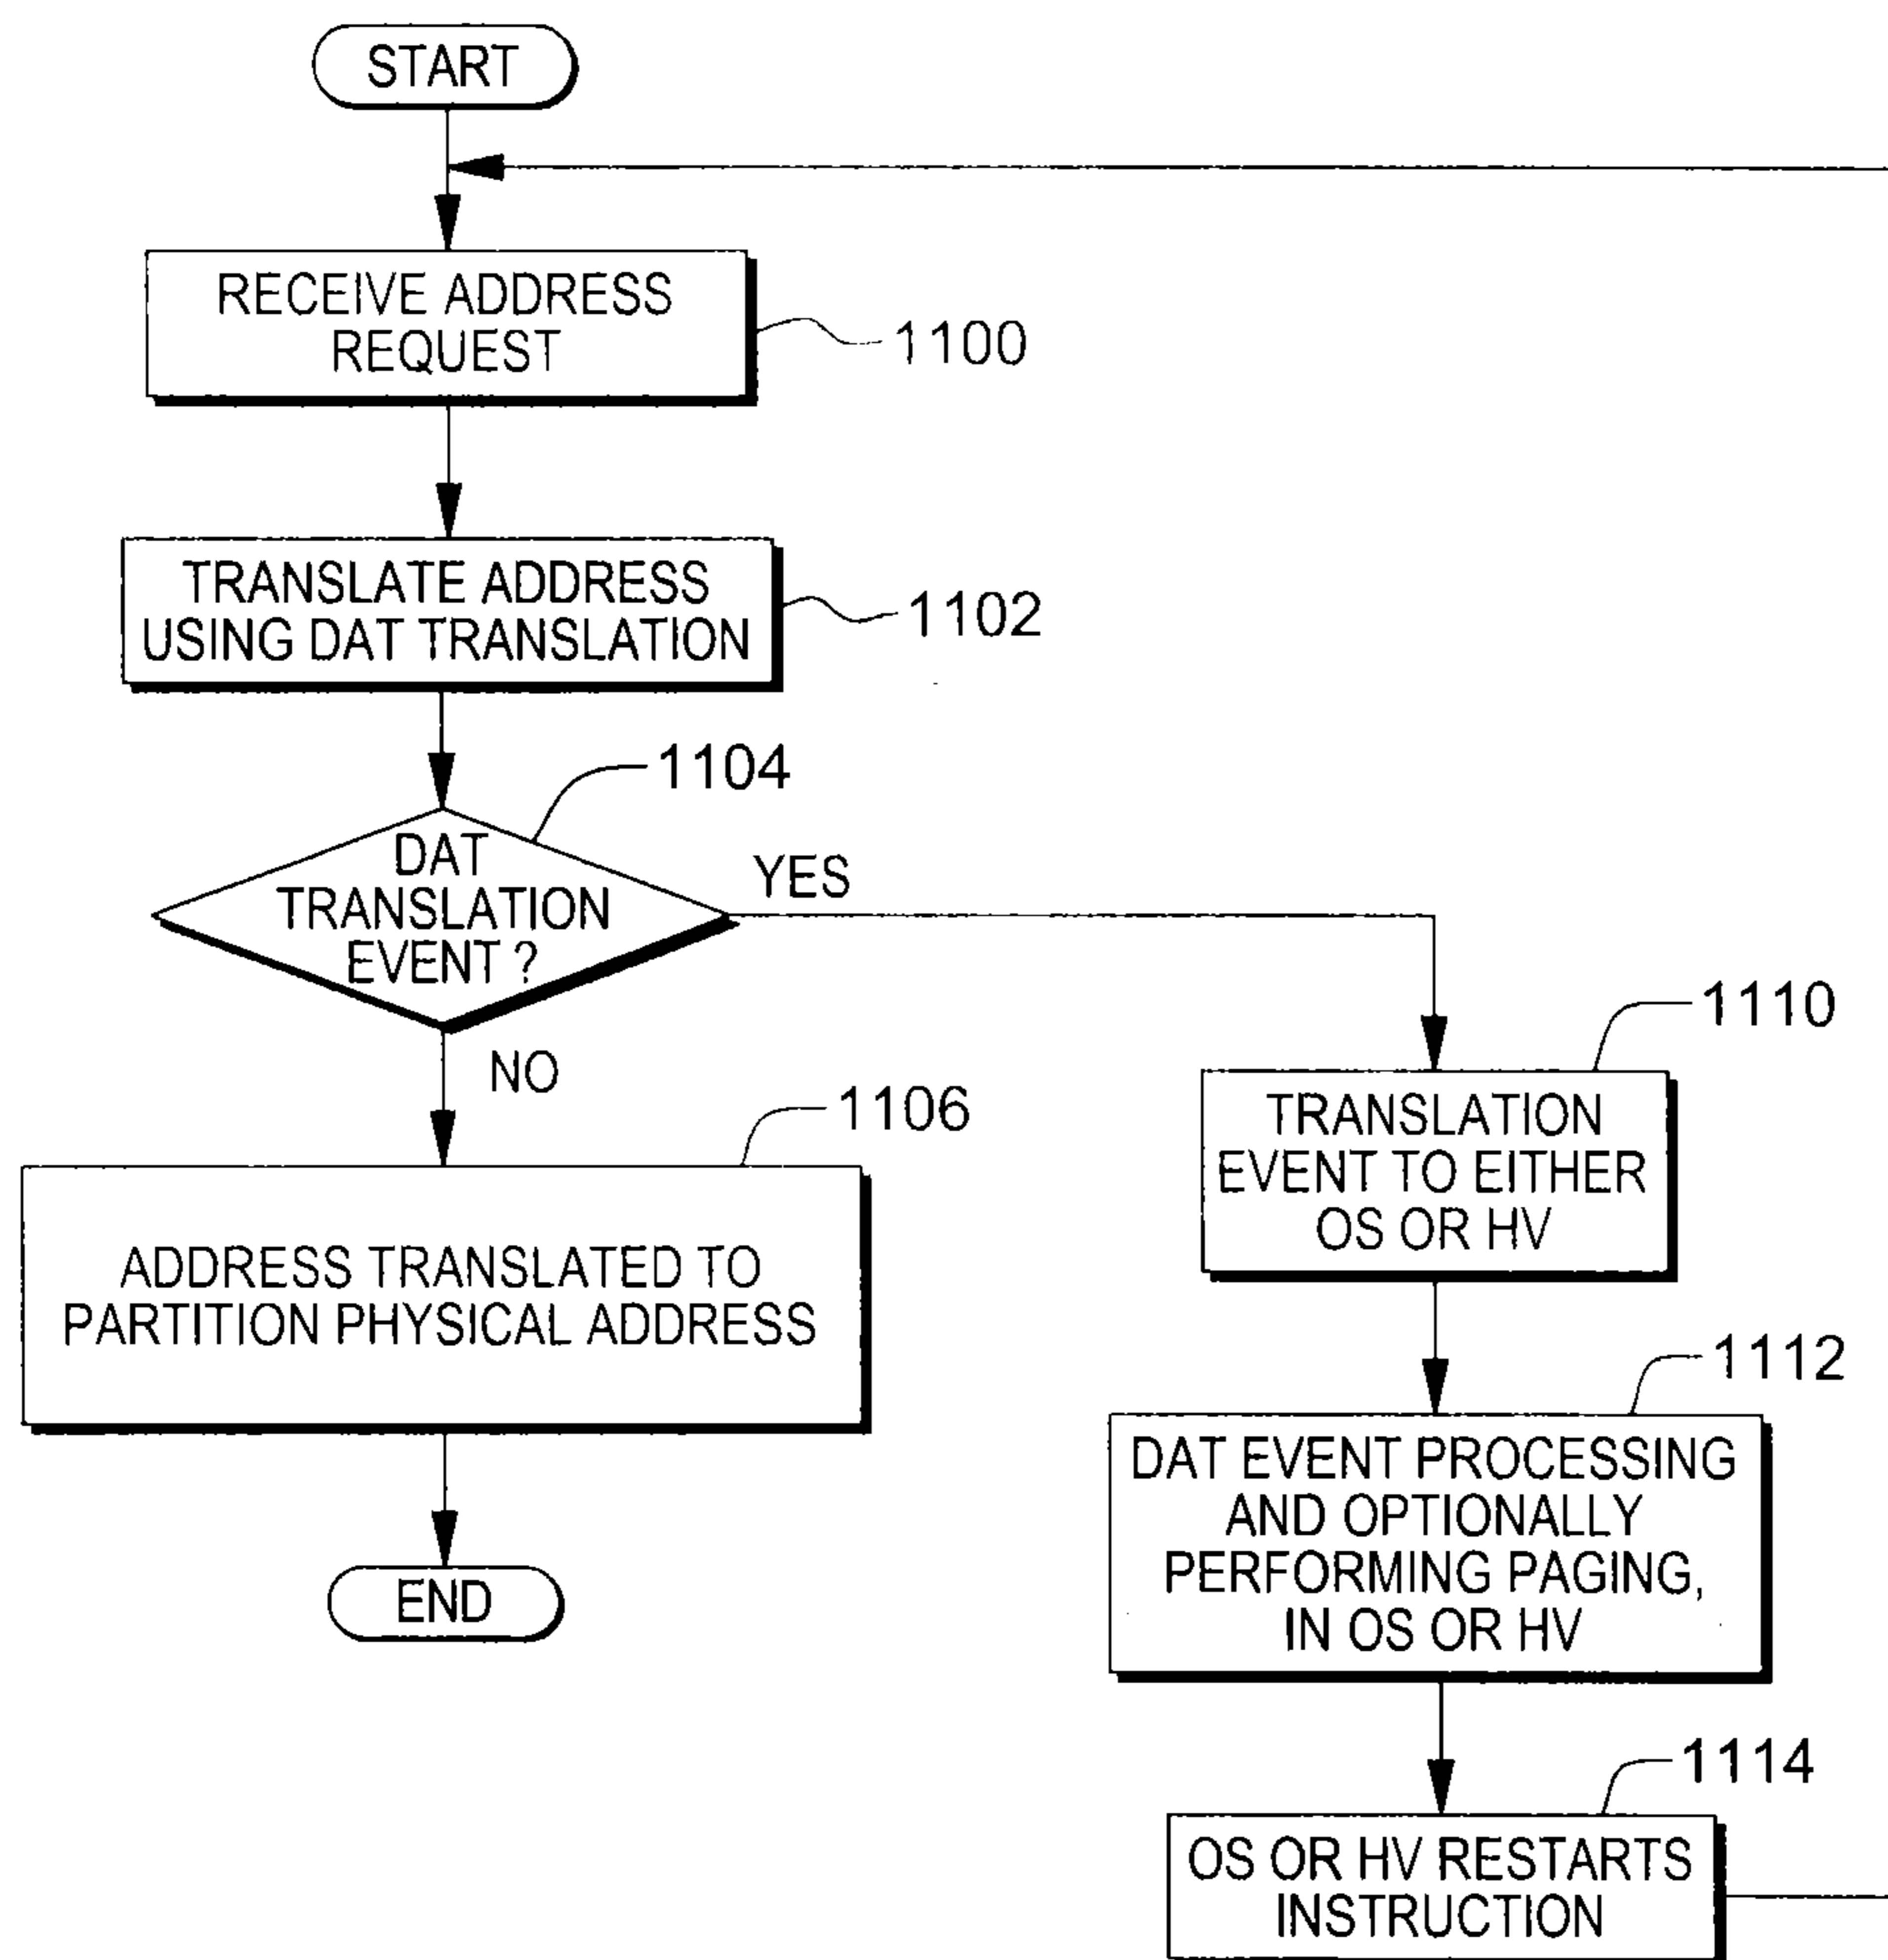 START
RECEIVE ADDRESS
REQUEST
1100
TRANSLATE ADDRESS
USING DAT TRANSLATION
1102
1104
DAT
TRANSLATION
EVENT ?
YES
NO
1106
ADDRESS TRANSLATED TO
PARTITION PHYSICAL ADDRESS
END
1110
TRANSLATION
EVENT TO EITHER
OS OR HV
1112
DAT EVENT PROCESSING
AND OPTIONALLY
PERFORMING PAGING,
IN OS OR HV
1114
OS OR HV RESTARTS
INSTRUCTION